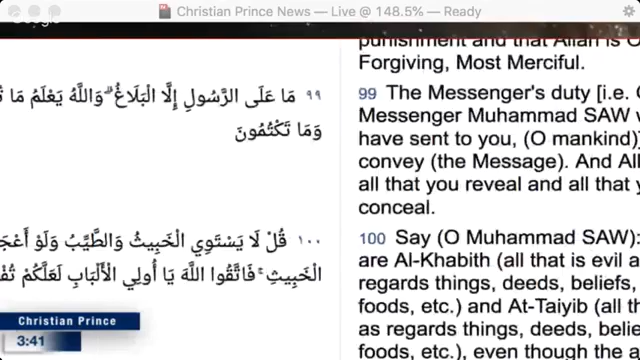 Christian Prince News — Live @ 148.5% — Ready
punishment and that Allah is
Forgiving, Most Merciful.
٩٩ مَا عَلَى الرَّسُولِ إِلَّا الْبَلَاغُ ۗ وَاللَّهُ يَعْلَمُ مَا
وَمَا تَكْتُمُونَ
99 The Messenger's duty [i.e.
Messenger Muhammad SAW
have sent to you, (O mankind)]
convey (the Message). And
all that you reveal and all that
conceal.
١٠٠ قُلْ لَا يَسْتَوِي الْخَبِيثُ وَالطَّيِّبُ وَلَوْ
الْخَبِيثِ ۚ فَاتَّقُوا اللَّهَ يَا أُولِي الْأَلْبَابِ لَعَلَّكُمْ
100 Say (O Muhammad SAW):
are Al-Khabith (all that is evil
regards things, deeds, beliefs,
foods, etc.) and At-Taiyib (all
as regards things, deeds,
foods, etc.), even though the
Christian Prince
3:41